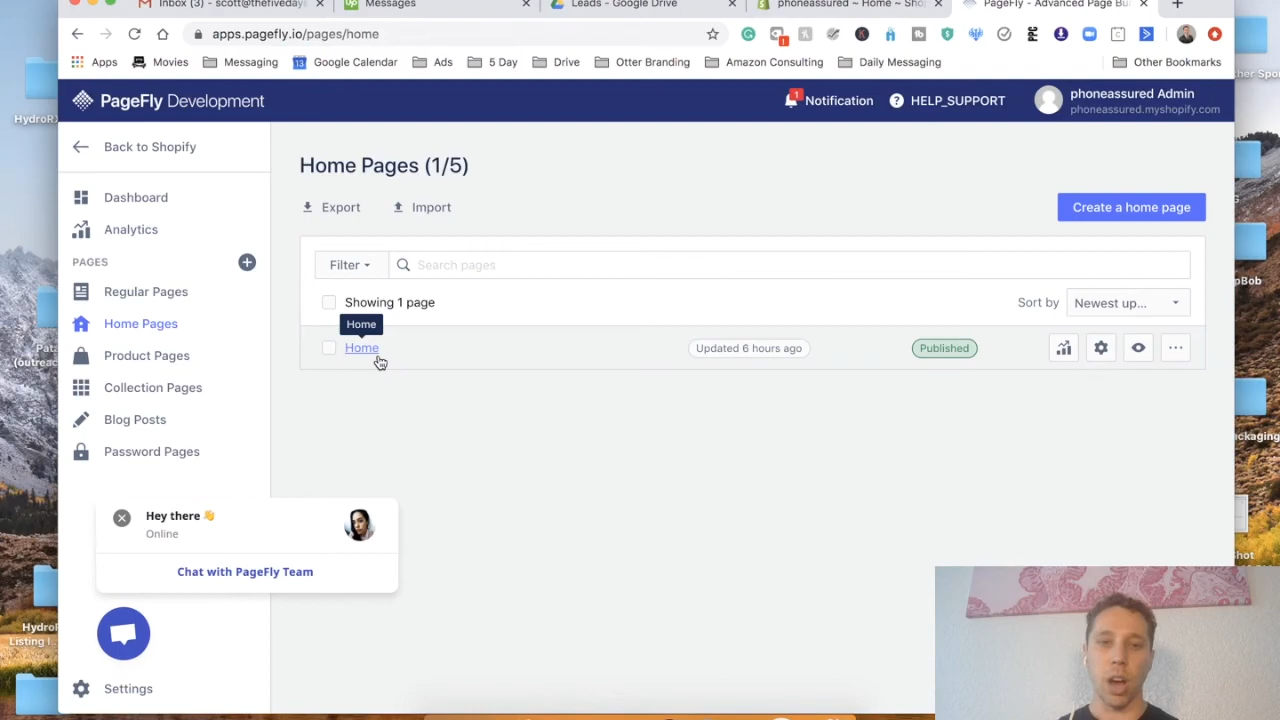 Inbox (3) - scott@thefiveday
Messages
Leads - Google Drive
phoneassured ~ Home ~ Sho
PageFly - Advanced Page Bu
apps.pagefly.io/pages/home
Apps Movies Messaging Google Calendar Ads 5 Day Drive Otter Branding Amazon Consulting Daily Messaging Other Bookmarks
PageFly Development
1 Notification
HELP_SUPPORT
phoneassured Admin
phoneassured.myshopify.com
Back to Shopify
Dashboard
Analytics
PAGES
Regular Pages
Home Pages
Product Pages
Collection Pages
Blog Posts
Password Pages
Home Pages (1/5)
Export Import
Create a home page
Filter Search pages
Showing 1 page
Sort by Newest up...
Home
Home Updated 6 hours ago Published
Hey there 👋
Online
Chat with PageFly Team
Settings
HydroR
Listing I...
ackaging
Shot